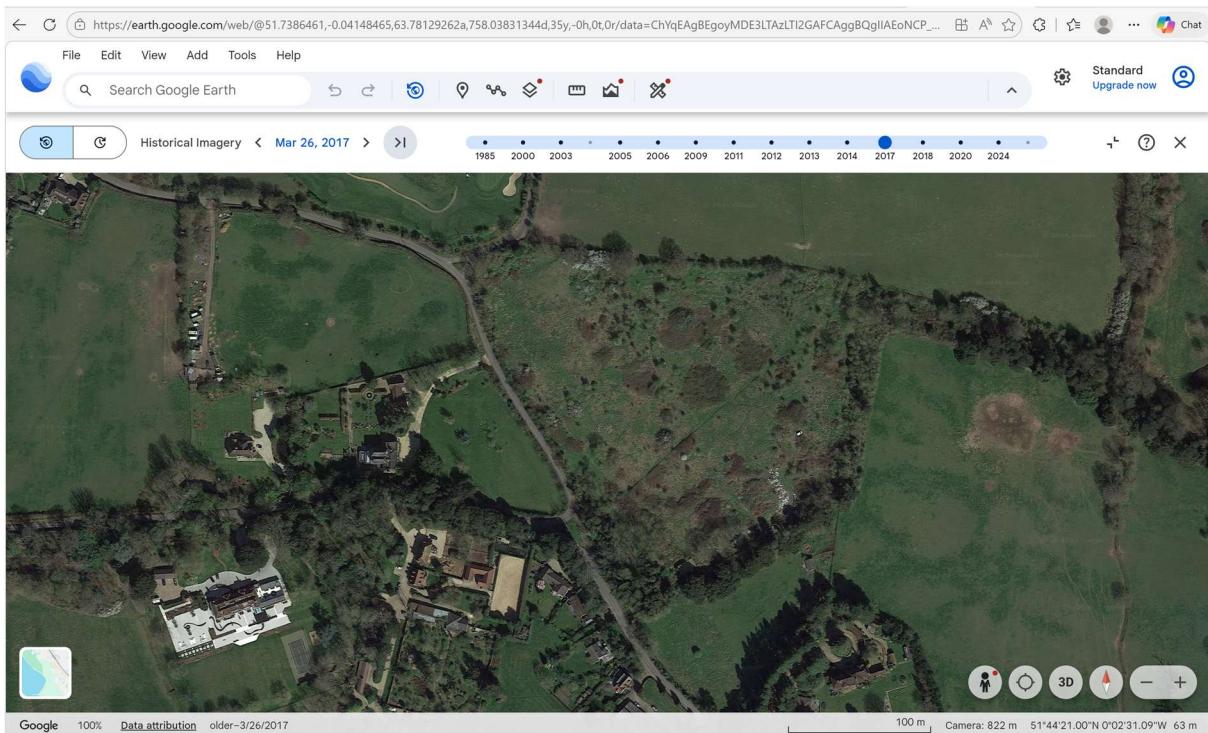 https://earth.google.com/web/@51.7386461,-0.04148465,63.78129262a,758.03831344d,35y,-0h,0t,0r/data=ChYqEAgBEgoyMDE3LTAzLTI2GAFCAggBQgIIAEoNCP_...
Chat
File Edit View Add Tools Help
Search Google Earth
Standard
Upgrade now
Historical Imagery Mar 26, 2017
1985 2000 2003 2005 2006 2009 2011 2012 2013 2014 2017 2018 2020 2024
3D
100 m
Google 100% Data attribution older–3/26/2017 Camera: 822 m 51°44'21.00"N 0°02'31.09"W 63 m